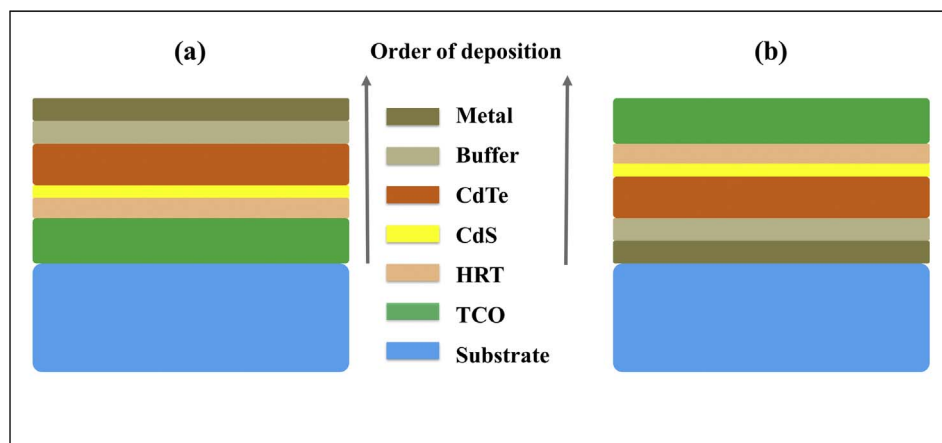 (a)
Order of deposition
(b)
Metal
Buffer
CdTe
CdS
HRT
TCO
Substrate